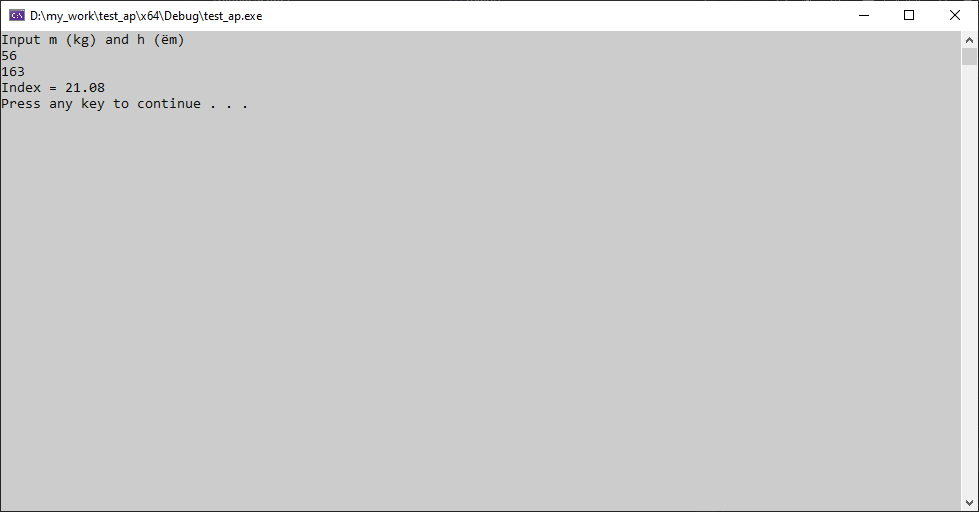 D:\my_work\test_ap\x64\Debug\test_ap.exe
Input m (kg) and h (ëm)
56
163
Index = 21.08
Press any key to continue . . .